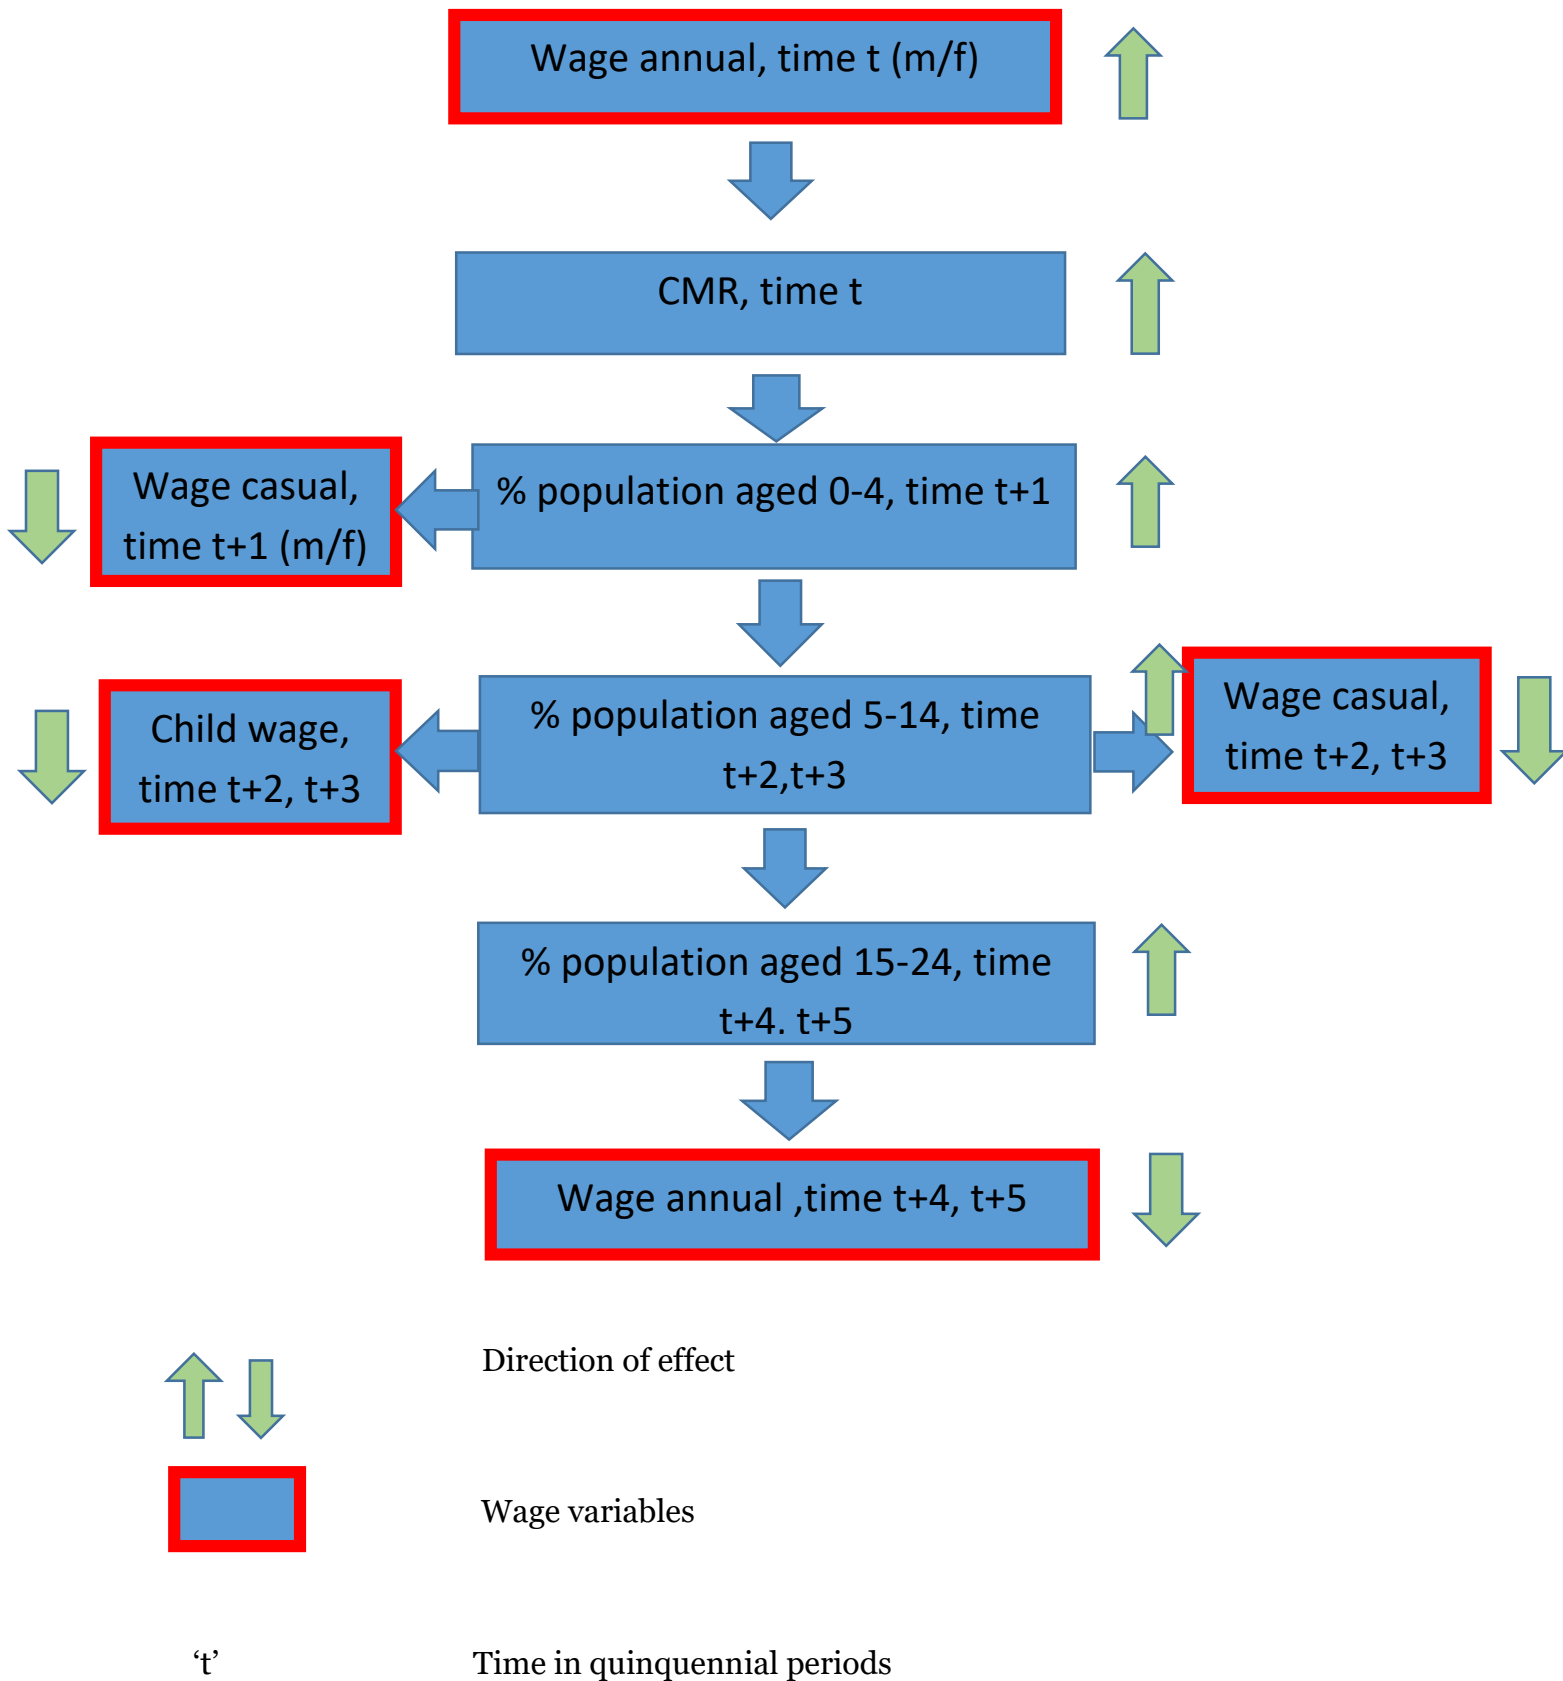 Wage annual, time t (m/f)
CMR, time t
% population aged 0-4, time t+1
Wage casual,
time t+1 (m/f)
% population aged 5-14, time
t+2,t+3
Child wage,
time t+2, t+3
Wage casual,
time t+2, t+3
% population aged 15-24, time
t+4. t+5
Wage annual ,time t+4, t+5
Direction of effect
Wage variables
‘t’ Time in quinquennial periods